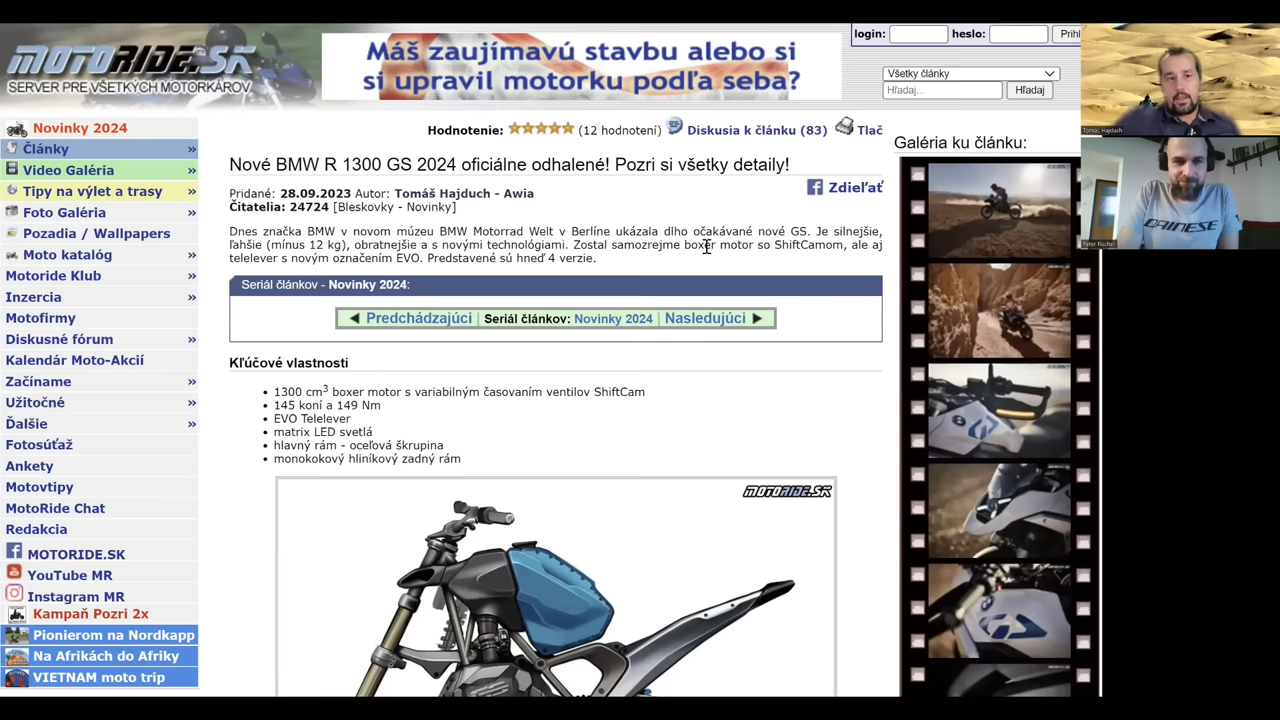 MOTORIDE.SK
SERVER PRE VŠETKÝCH MOTORKÁROV
Máš zaujímavú stavbu alebo si
si upravil motorku podľa seba?
login: heslo: Prihl
Všetky články
Hľadaj... Hľadaj
Tomas Hajduch
Peter Fischer
DAINESE
Novinky 2024
Články »
Video Galéria »
Tipy na výlet a trasy »
Foto Galéria »
Pozadia / Wallpapers
Moto katalóg »
Motoride Klub »
Inzercia »
Motofirmy
Diskusné fórum »
Kalendár Moto-Akcií
Začíname »
Užitočné »
Ďalšie »
Fotosúťaž
Ankety
Motovtipy
MotoRide Chat
Redakcia
MOTORIDE.SK
YouTube MR
Instagram MR
Kampaň Pozri 2x
Pionierom na Nordkapp
Na Afrikách do Afriky
VIETNAM moto trip
Hodnotenie: (12 hodnotení) Diskusia k článku (83) Tlač
Nové BMW R 1300 GS 2024 oficiálne odhalené! Pozri si všetky detaily!
Pridané: 28.09.2023 Autor: Tomáš Hajduch - Awia
Zdieľať
Čitatelia: 24724 [Bleskovky - Novinky]
Dnes značka BMW v novom múzeu BMW Motorrad Welt v Berlíne ukázala dlho očakávané nové GS. Je silnejšie,
ľahšie (mínus 12 kg), obratnejšie a s novými technológiami. Zostal samozrejme boxer motor so ShiftCamom, ale aj
telelever s novým označením EVO. Predstavené sú hneď 4 verzie.
Seriál článkov - Novinky 2024:
Predchádzajúci | Seriál článkov: Novinky 2024 | Nasledujúci
Kľúčové vlastnosti
• 1300 cm3 boxer motor s variabilným časovaním ventilov ShiftCam
• 145 koní a 149 Nm
• EVO Telelever
• matrix LED svetlá
• hlavný rám - oceľová škrupina
• monokokový hliníkový zadný rám
MOTORIDE.SK
Galéria ku článku: